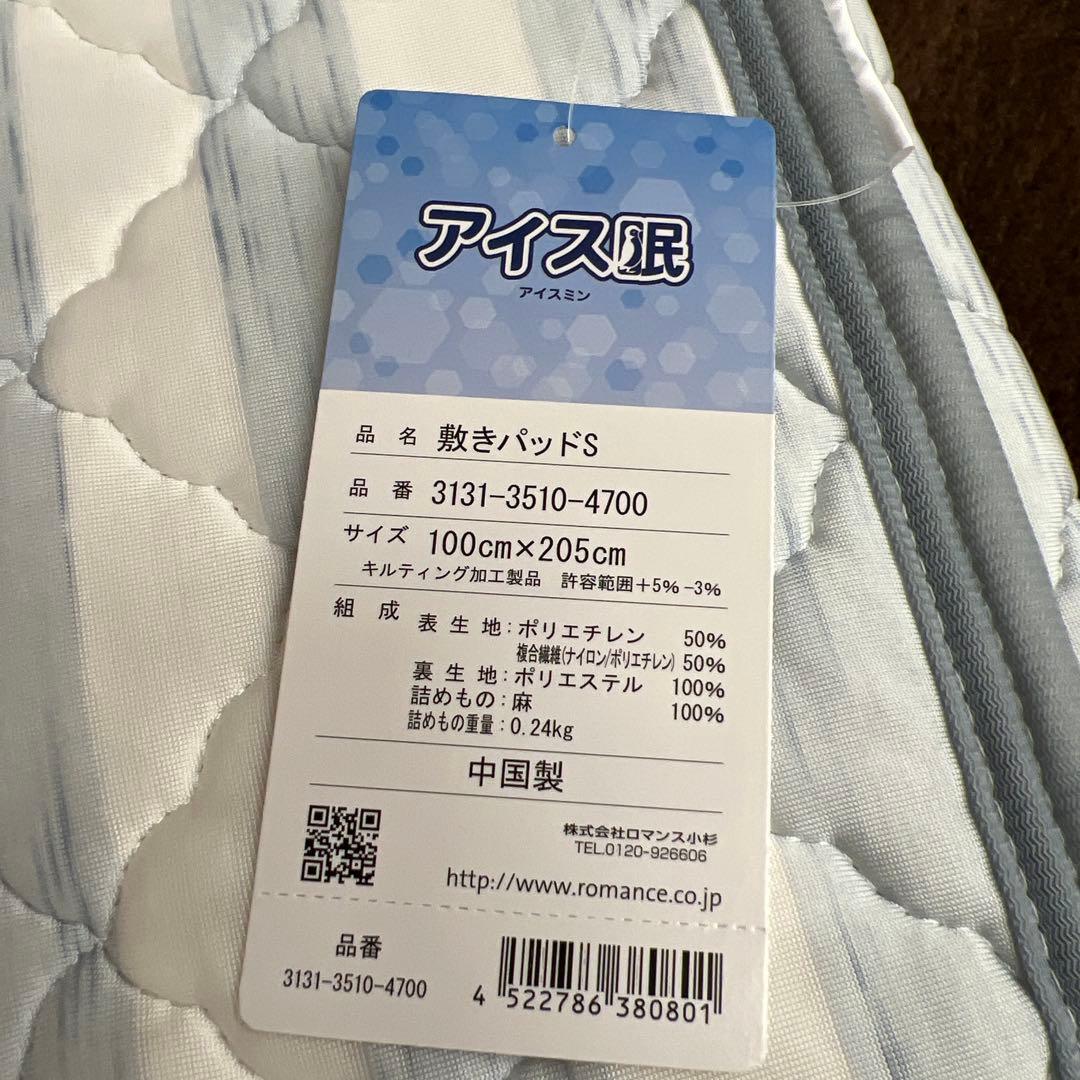 アイス眠
アイスミン
品名 敷きパッドS
品番 3131-3510-4700
サイズ 100cm×205cm
キルティング加工製品 許容範囲+5% -3%
組成 表生地:ポリエチレン 50%
複合繊維(ナイロン/ポリエチレン) 50%
裏生地:ポリエステル 100%
詰めもの:麻 100%
詰めもの重量:0.24kg
中国製
株式会社ロマンス小杉
TEL.0120-926606
http://www.romance.co.jp
品番
3131-3510-4700
4 522786 380801